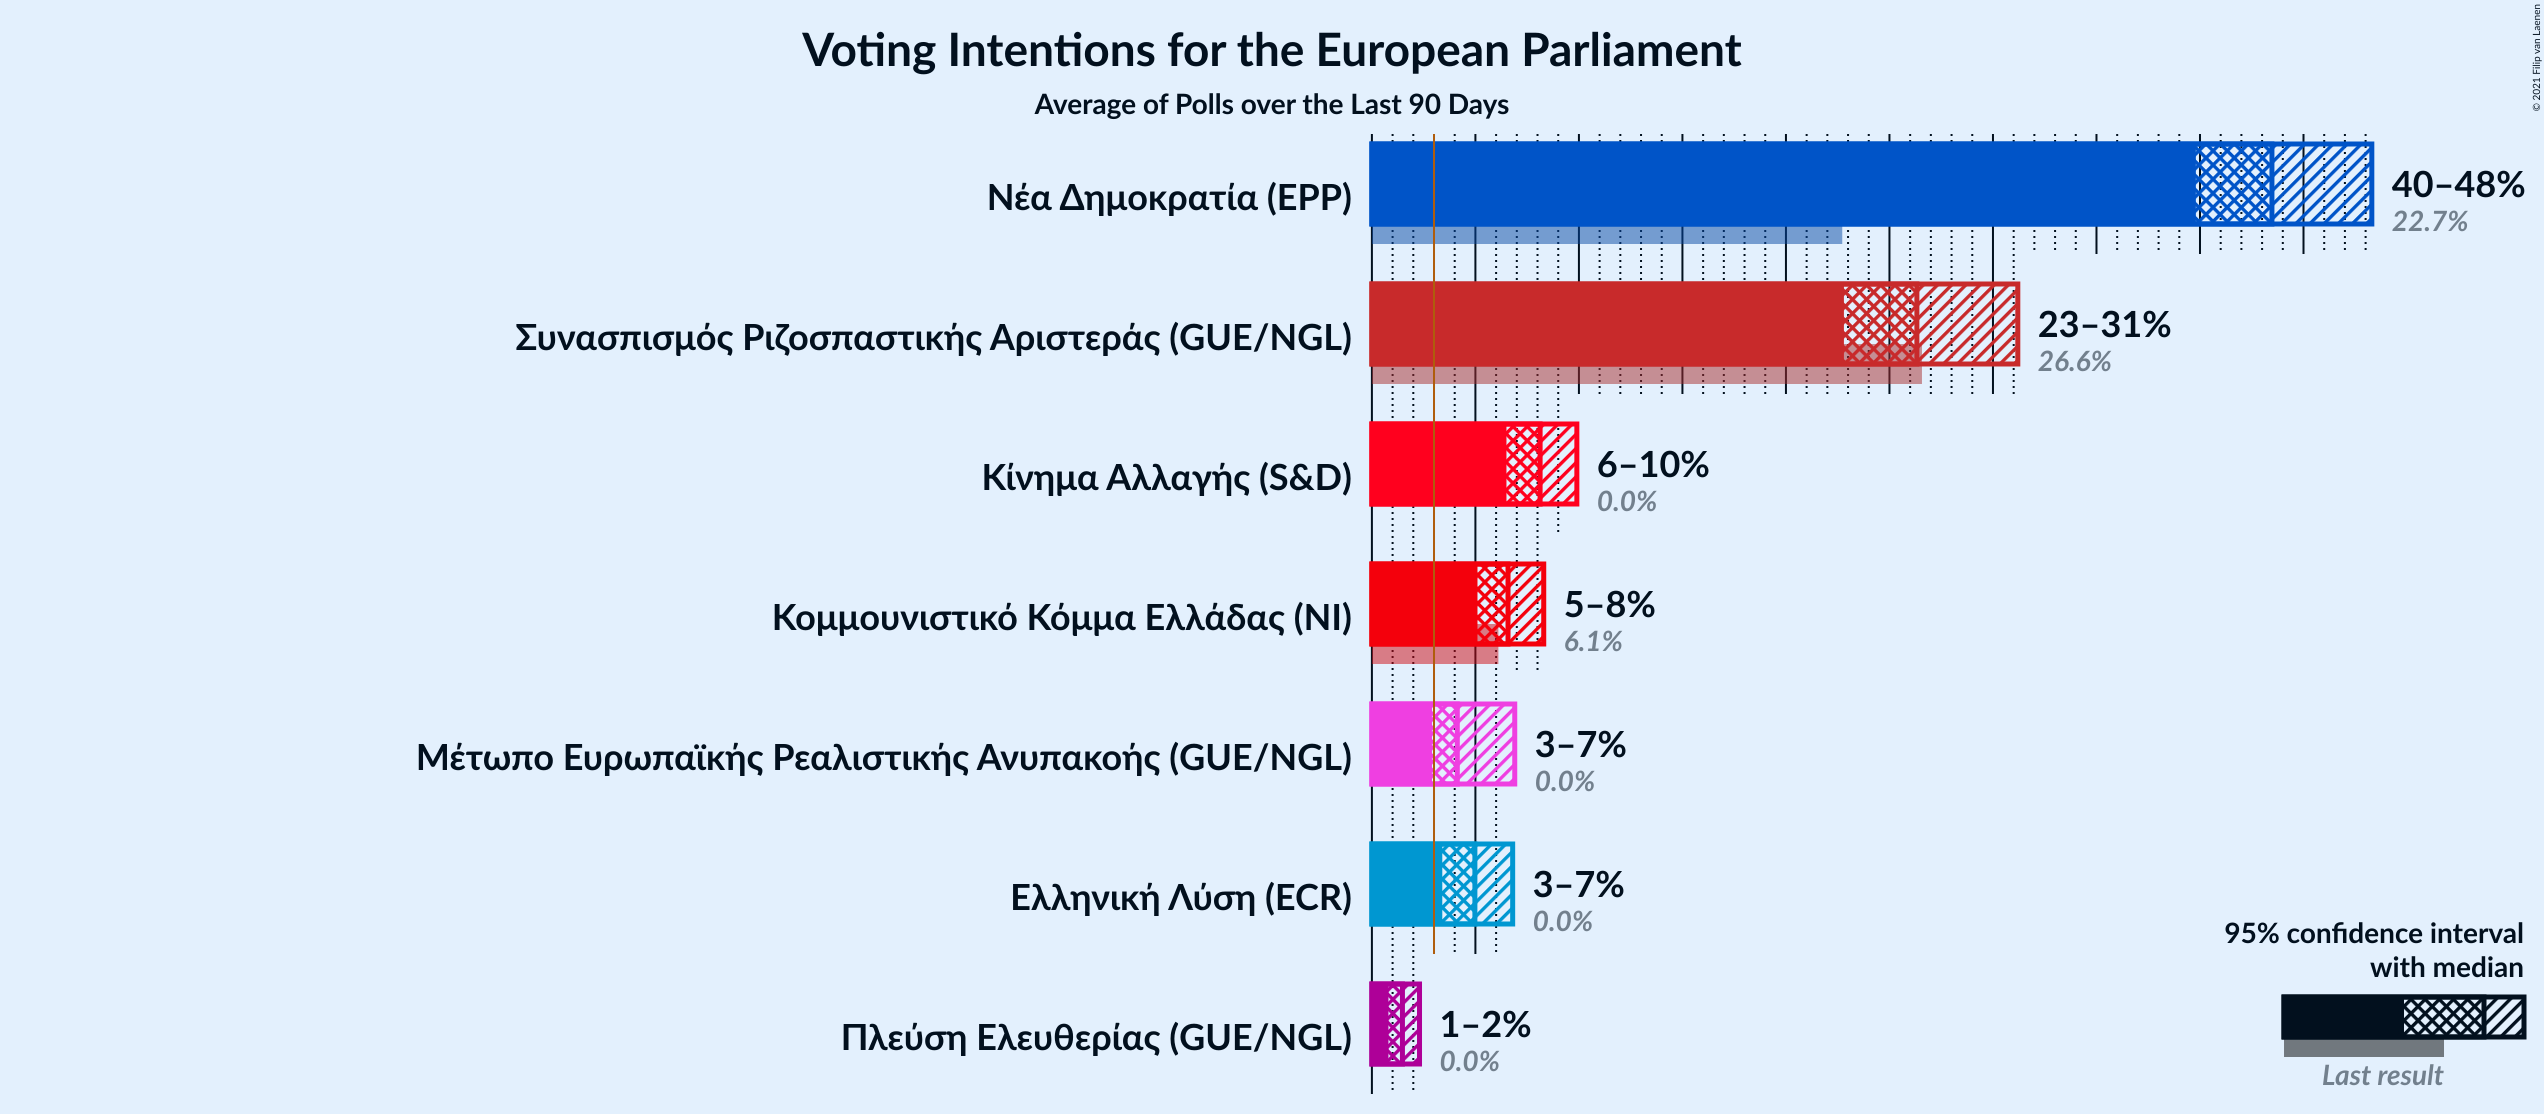 Voting Intentions for the European Parliament
Average of Polls over the Last 90 Days
© 2021 Filip van Laenen
Νέα Δημοκρατία (EPP)
40–48%
22.7%
Συνασπισμός Ριζοσπαστικής Αριστεράς (GUE/NGL)
23–31%
26.6%
Κίνημα Αλλαγής (S&D)
6–10%
0.0%
Κομμουνιστικό Κόμμα Ελλάδας (NI)
5–8%
6.1%
Μέτωπο Ευρωπαϊκής Ρεαλιστικής Ανυπακοής (GUE/NGL)
3–7%
0.0%
Ελληνική Λύση (ECR)
3–7%
0.0%
Πλεύση Ελευθερίας (GUE/NGL)
1–2%
0.0%
95% confidence interval
with median
Last result